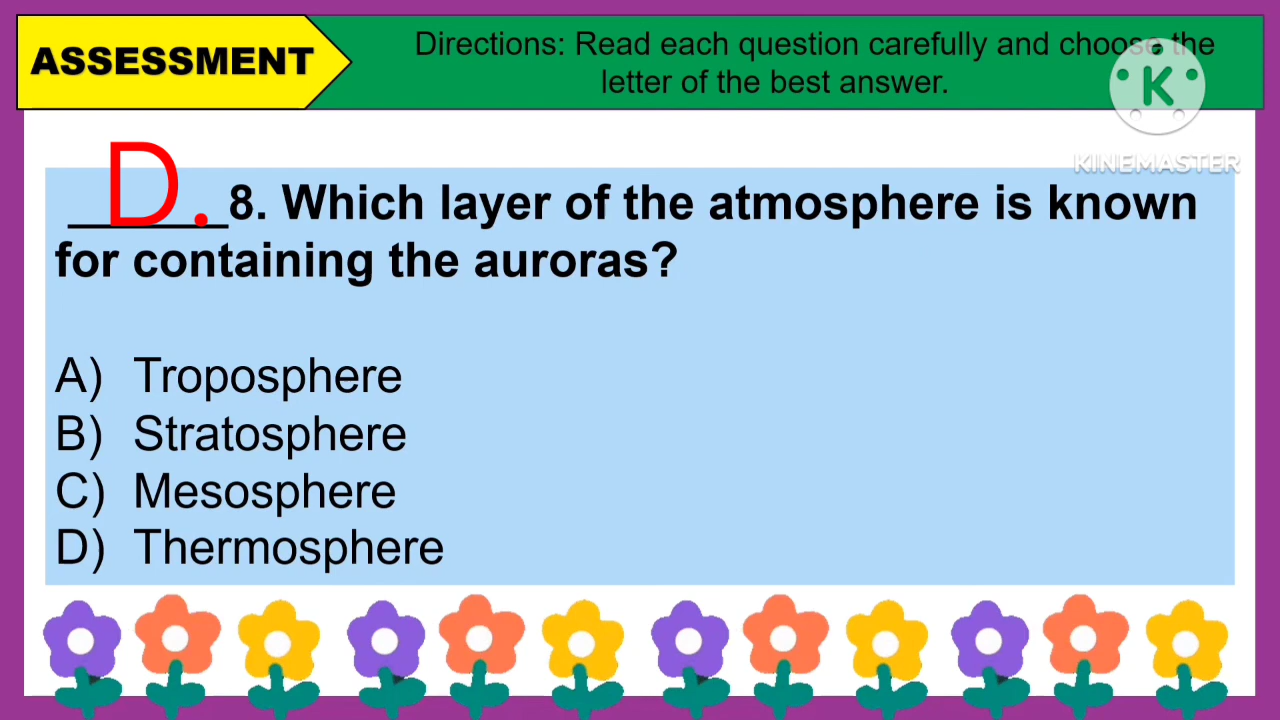 ASSESSMENT
Directions: Read each question carefully and choose the
letter of the best answer.
K
KINEMASTER
D.
______8. Which layer of the atmosphere is known
for containing the auroras?
A) Troposphere
B) Stratosphere
C) Mesosphere
D) Thermosphere